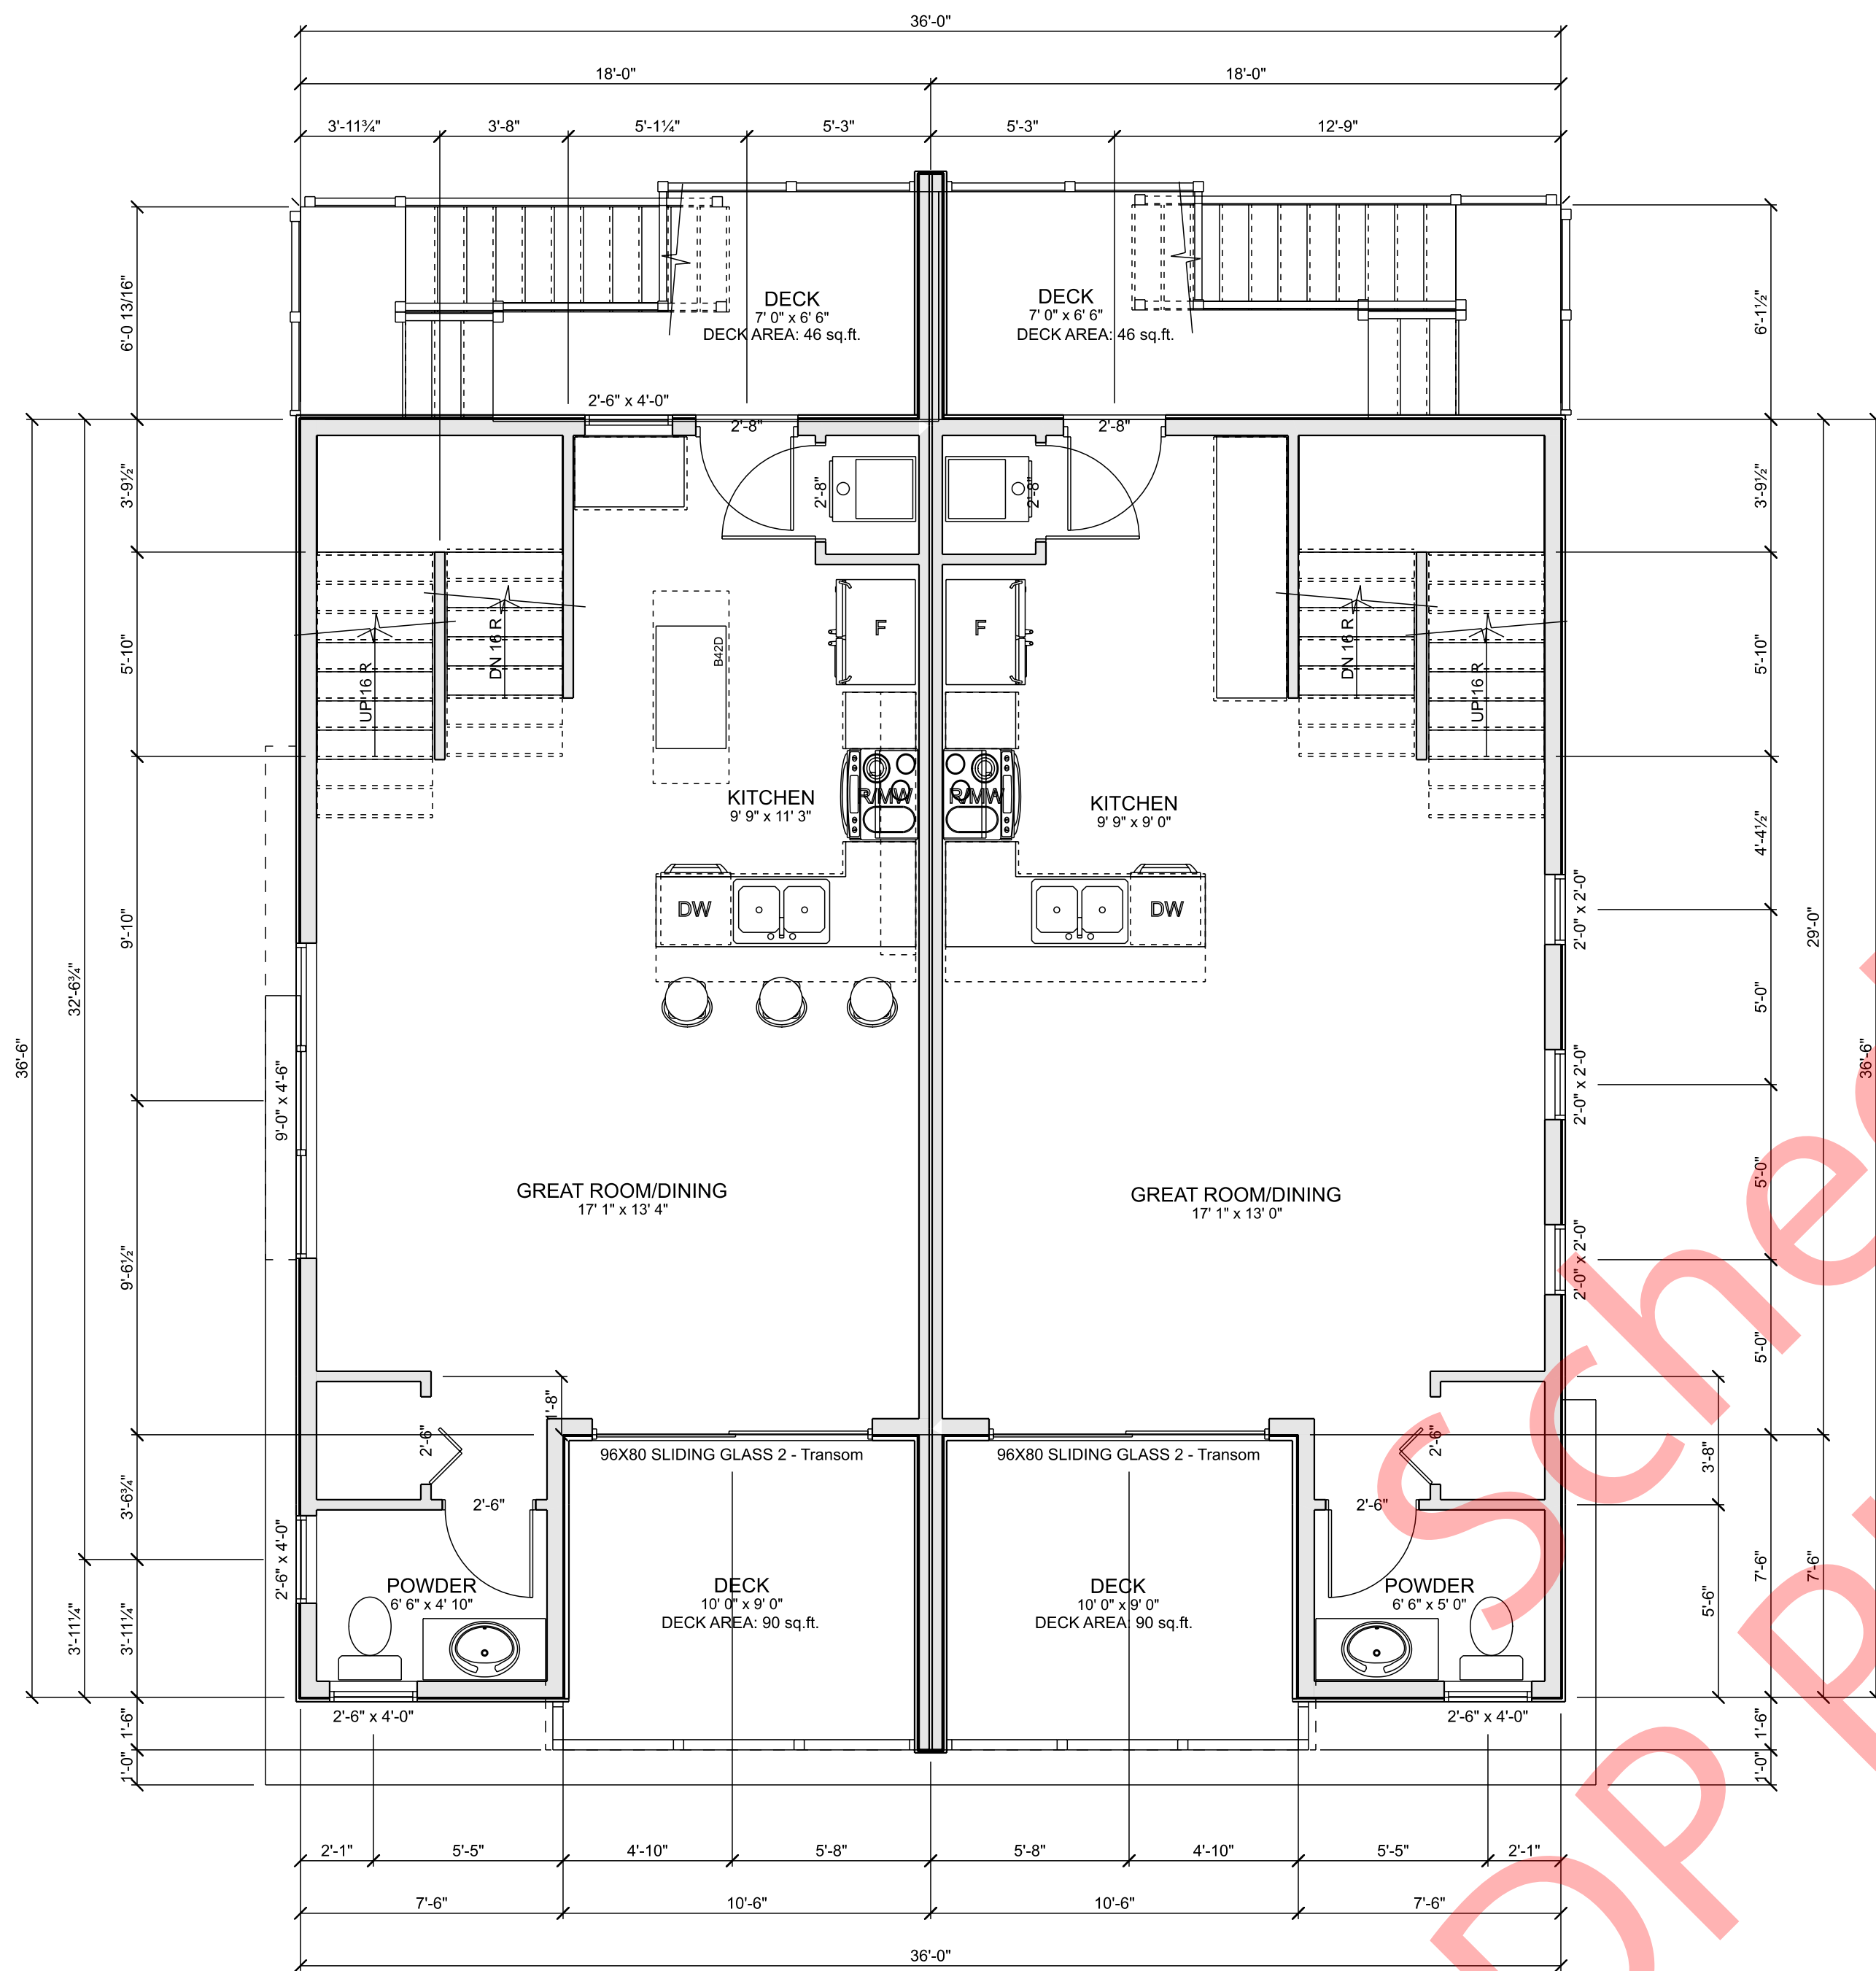 36'-0"
18'-0" 18'-0"
3'-11¾" 3'-8" 5'-1¼" 5'-3" 5'-3" 12'-9"
DECK
7' 0" x 6' 6"
DECK AREA: 46 sq.ft.
DECK
7' 0" x 6' 6"
DECK AREA: 46 sq.ft.
6'-0 13/16"
6'-1½"
2'-6" x 4'-0"
2'-8"
2'-8"
2'-8"
2'-8"
3'-9½"
3'-9½"
5'-10"
5'-10"
UP 16 R
DN 16 R
B42D
F
F
DN 16 R
UP 16 R
KITCHEN
9' 9" x 11' 3"
R/MW
R/MW
KITCHEN
9' 9" x 9' 0"
4'-4½"
DW
DW
2'-0" x 2'-0"
9'-10"
32'-6¾"
36'-6"
29'-0"
36'-6"
5'-0"
9'-0" x 4'-6"
2'-0" x 2'-0"
5'-0"
GREAT ROOM/DINING
17' 1" x 13' 4"
GREAT ROOM/DINING
17' 1" x 13' 0"
2'-0" x 2'-0"
9'-6½"
5'-0"
1'-8"
2'-6"
2'-6"
96X80 SLIDING GLASS 2 - Transom
96X80 SLIDING GLASS 2 - Transom
3'-8"
3'-6¾"
2'-6"
2'-6"
2'-6" x 4'-0"
POWDER
6' 6" x 4' 10"
DECK
10' 0" x 9' 0"
DECK AREA: 90 sq.ft.
DECK
10' 0" x 9' 0"
DECK AREA: 90 sq.ft.
POWDER
6' 6" x 5' 0"
5'-6"
7'-6"
7'-6"
3'-11¼"
3'-11¼"
2'-6" x 4'-0"
2'-6" x 4'-0"
1'-6"
1'-6"
1'-0"
1'-0"
2'-1" 5'-5" 4'-10" 5'-8" 5'-8" 4'-10" 5'-5" 2'-1"
7'-6" 10'-6" 10'-6" 7'-6"
36'-0"
Sche
DP P